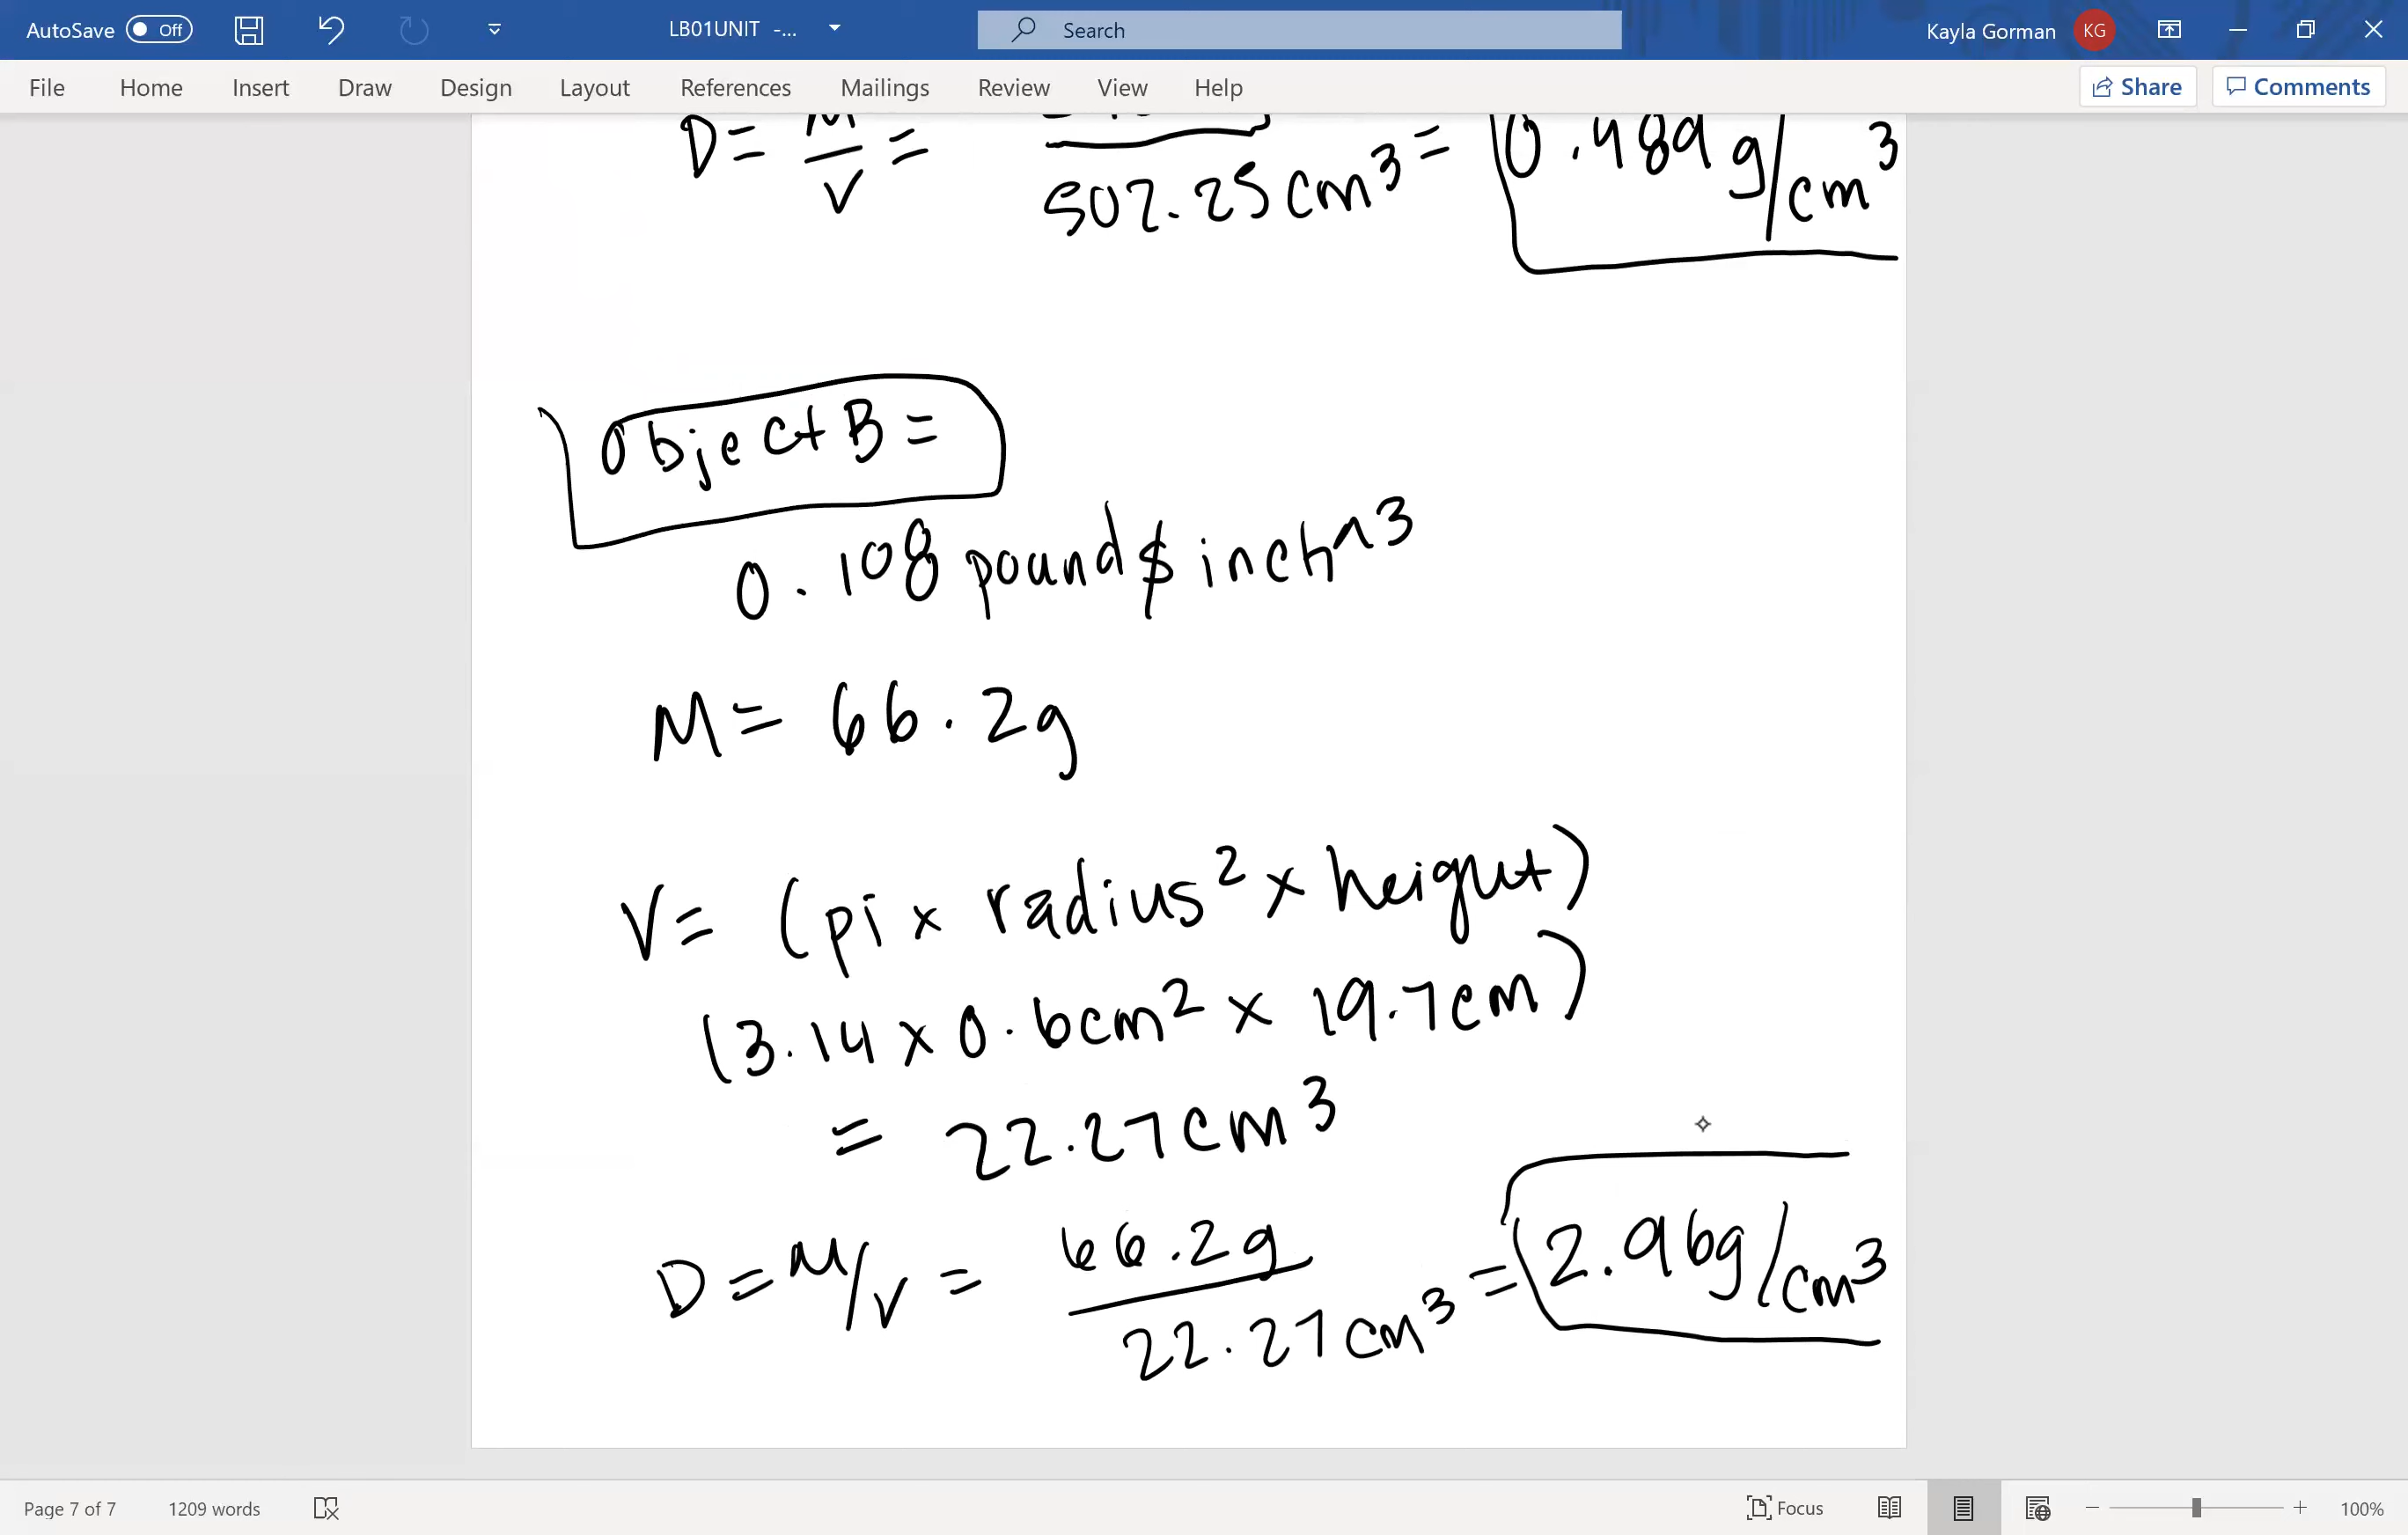 AutoSave Off LB01UNIT -... Search Kayla Gorman KG
File Home Insert Draw Design Layout References Mailings Review View Help Share Comments
D = M/V = 502.25 cm³ = 0.489 g/cm³
Object B =
0.108 pound$ inch^3
M = 66.2g
V = (pi x radius² x heigut)
(3.14 x 0.6cm² x 19.7cm)
= 22.27cm³
D = M/V = 66.2g / 22.27cm³ = 2.96g/cm³
Page 7 of 7 1209 words Focus 100%